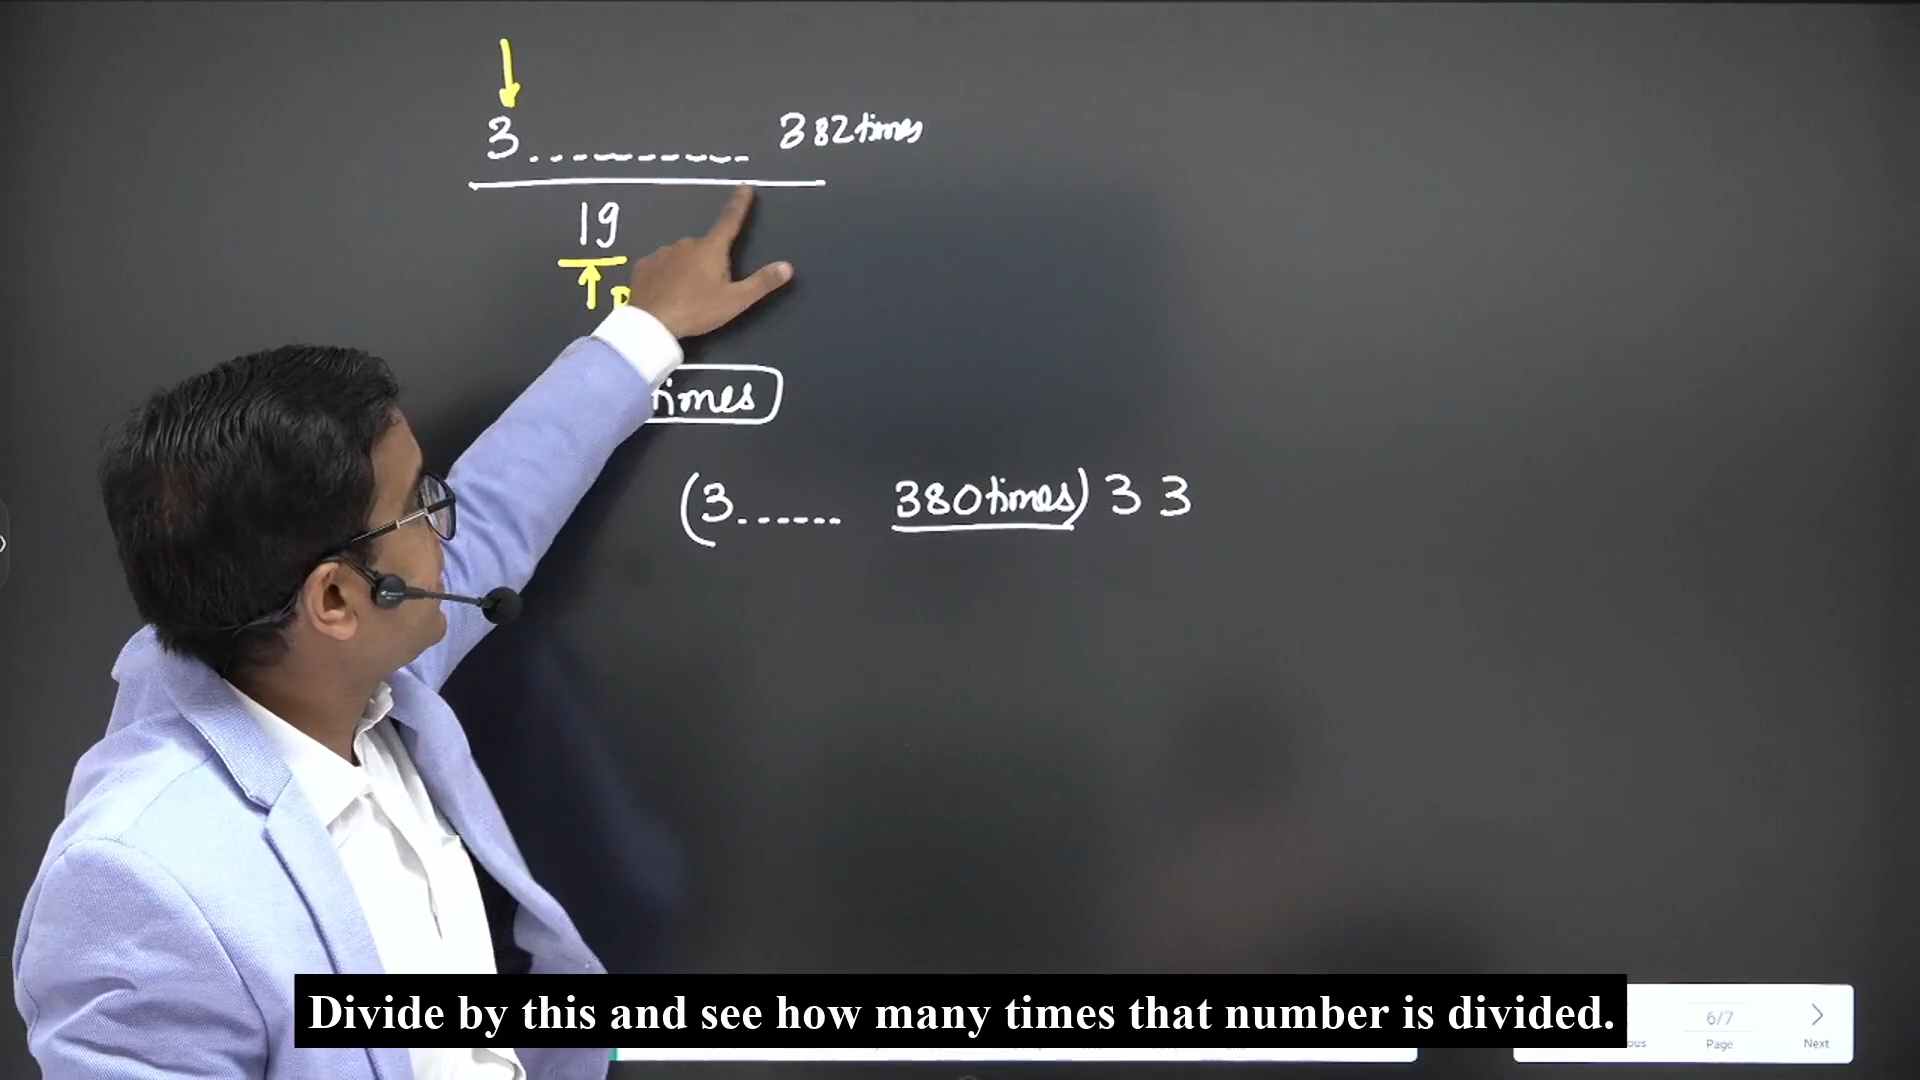 3---------- 382times
19
times
(3------ 380times) 3 3
Divide by this and see how many times that number is divided.
6/7
Page
Next